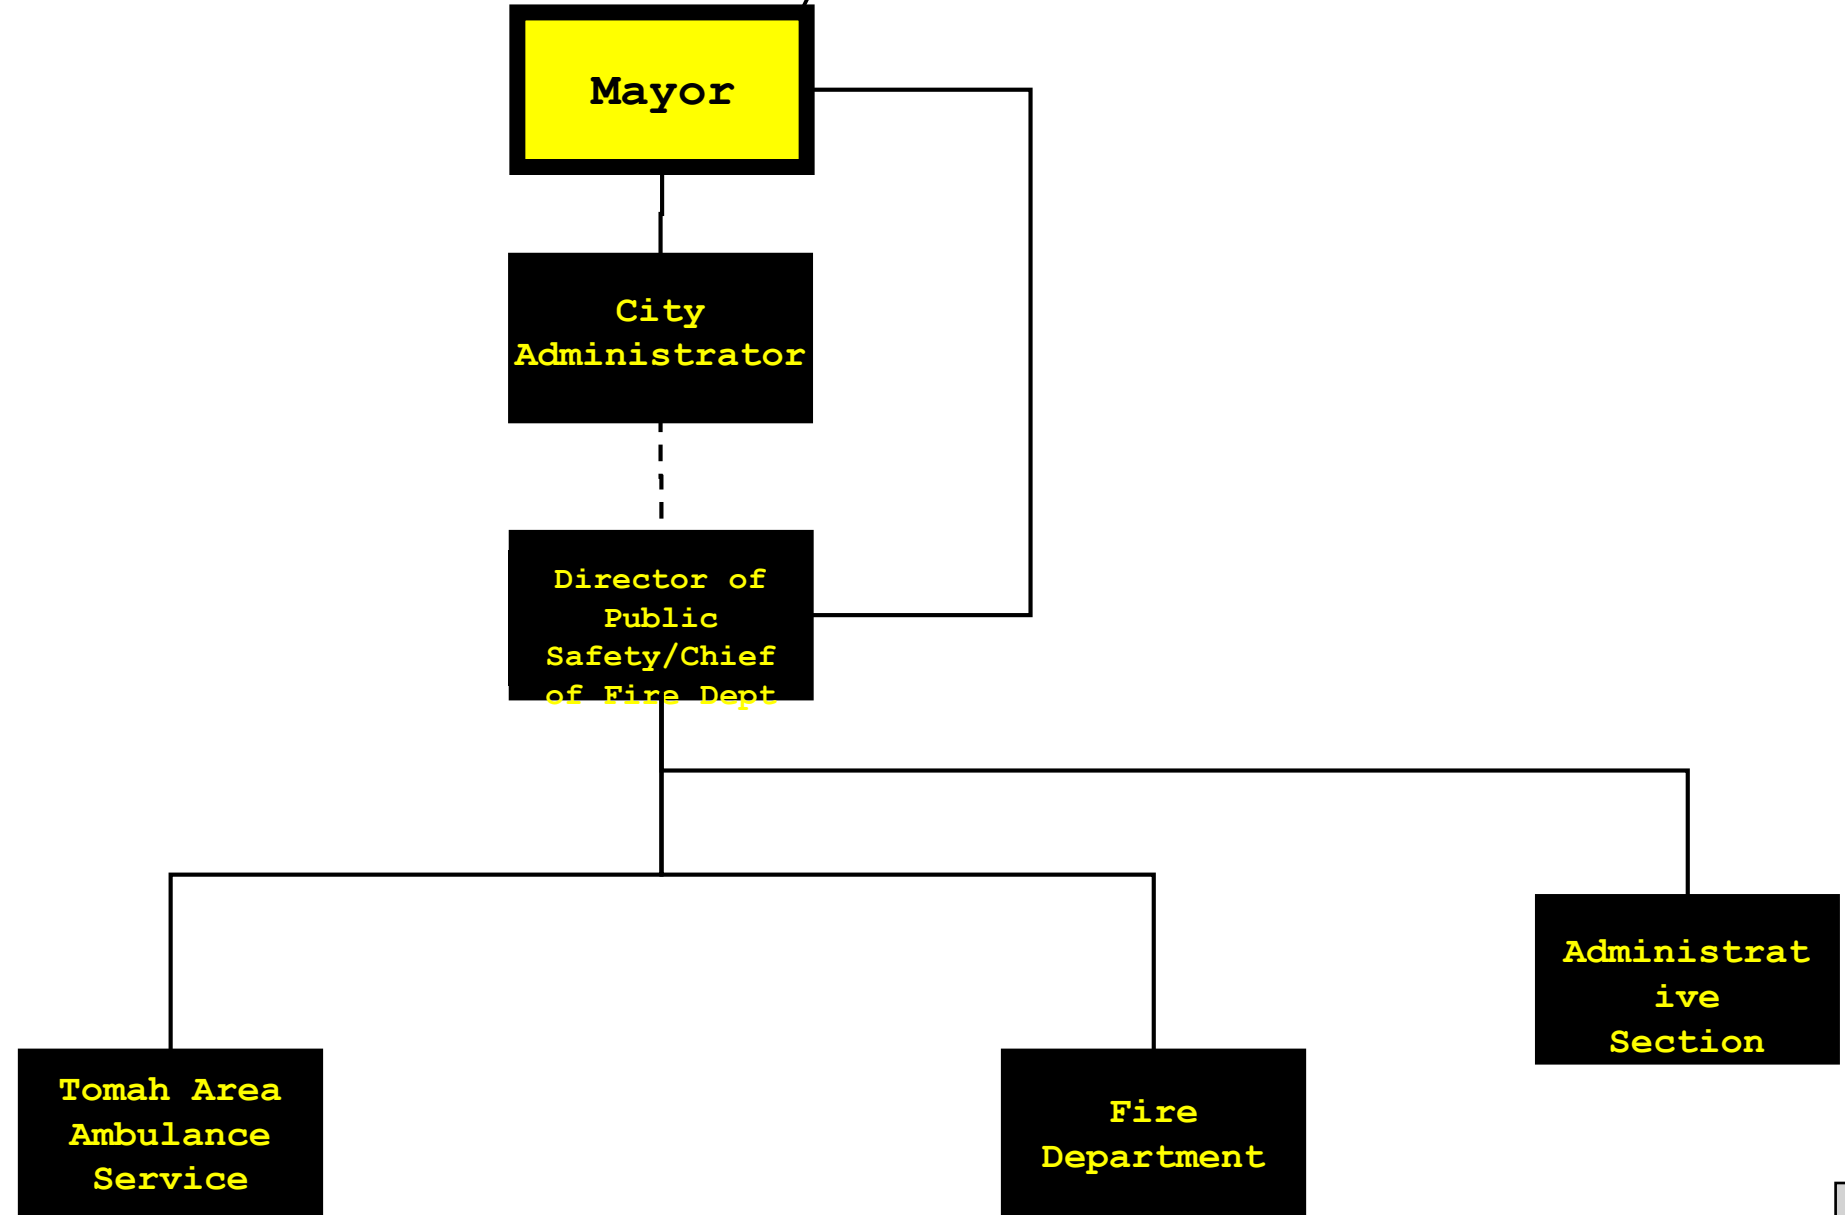 Mayor
City
Administrator
Director of
Public
Safety/Chief
of Fire Dept
Administrat
ive
Section
Tomah Area
Ambulance
Service
Fire
Department